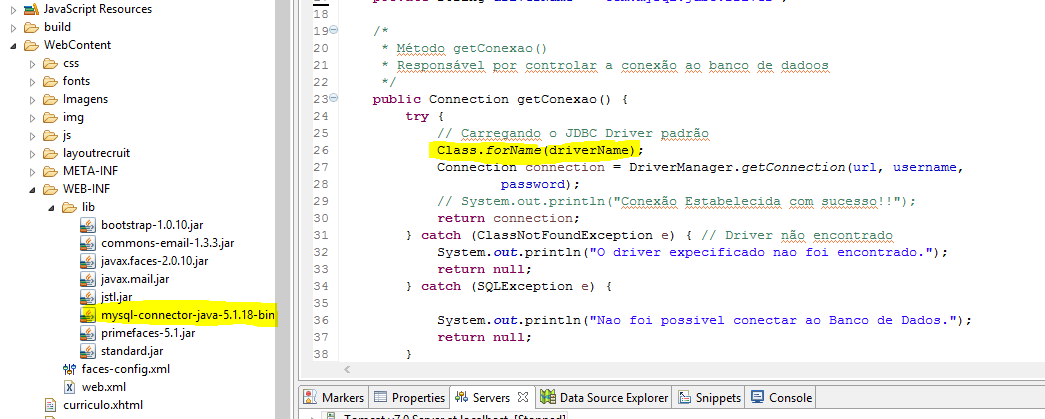 JavaScript Resources
build
WebContent
css
fonts
Imagens
img
js
layoutrecruit
META-INF
WEB-INF
lib
bootstrap-1.0.10.jar
commons-email-1.3.3.jar
javax.faces-2.0.10.jar
javax.mail.jar
jstl.jar
mysql-connector-java-5.1.18-bin
primefaces-5.1.jar
standard.jar
faces-config.xml
web.xml
curriculo.xhtml
18
19 /*
20 * Método getConexao()
21 * Responsável por controlar a conexão ao banco de dadoos
22 */
23 public Connection getConexao() {
24 try {
25 // Carregando o JDBC Driver padrão
26 Class.forName(driverName);
27 Connection connection = DriverManager.getConnection(url, username,
28 password);
29 // System.out.println("Conexão Estabelecida com sucesso!!");
30 return connection;
31 } catch (ClassNotFoundException e) { // Driver não encontrado
32 System.out.println("O driver expecificado nao foi encontrado.");
33 return null;
34 } catch (SQLException e) {
35
36 System.out.println("Nao foi possivel conectar ao Banco de Dados.");
37 return null;
38 }
Markers Properties Servers Data Source Explorer Snippets Console